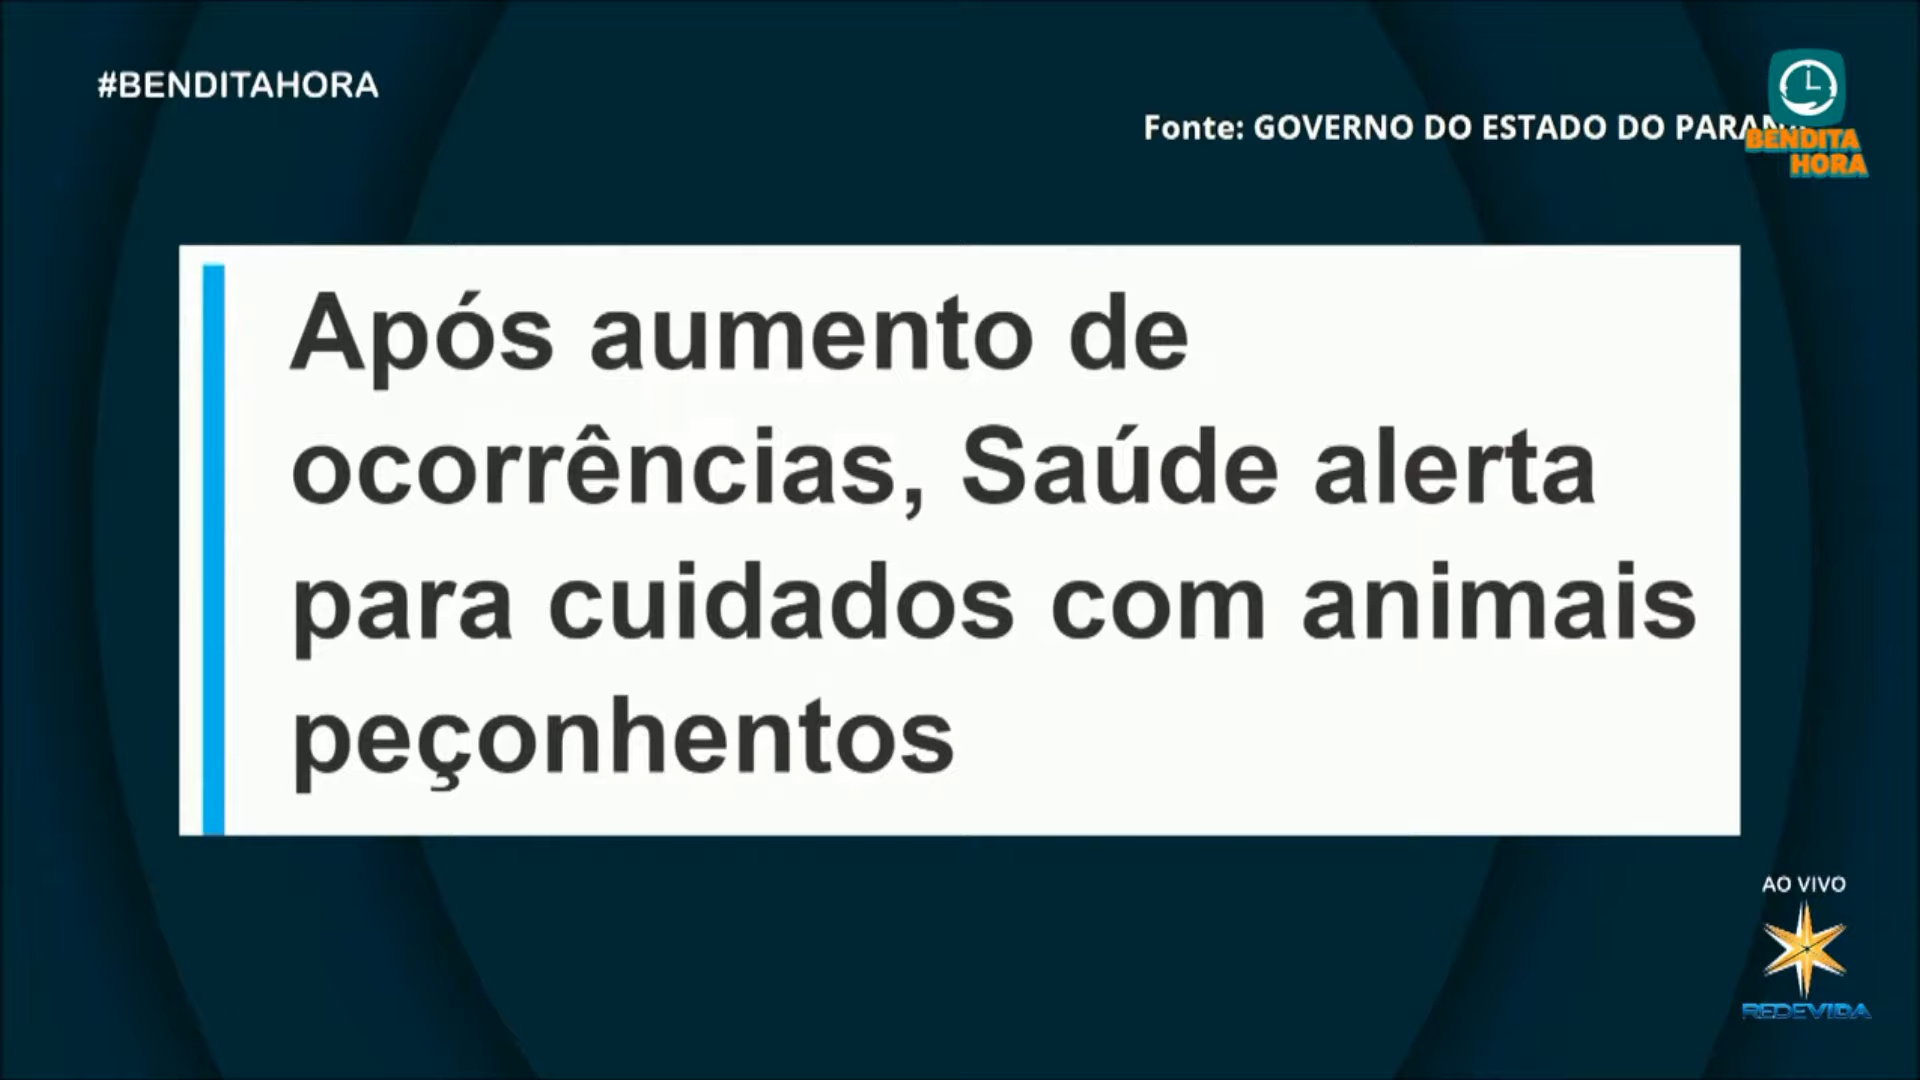 #BENDITAHORA
Fonte: GOVERNO DO ESTADO DO
BENDITA
HORA
Após aumento de
ocorrências, Saúde alerta
para cuidados com animais
peçonhentos
AO VIVO
REDEVIDA